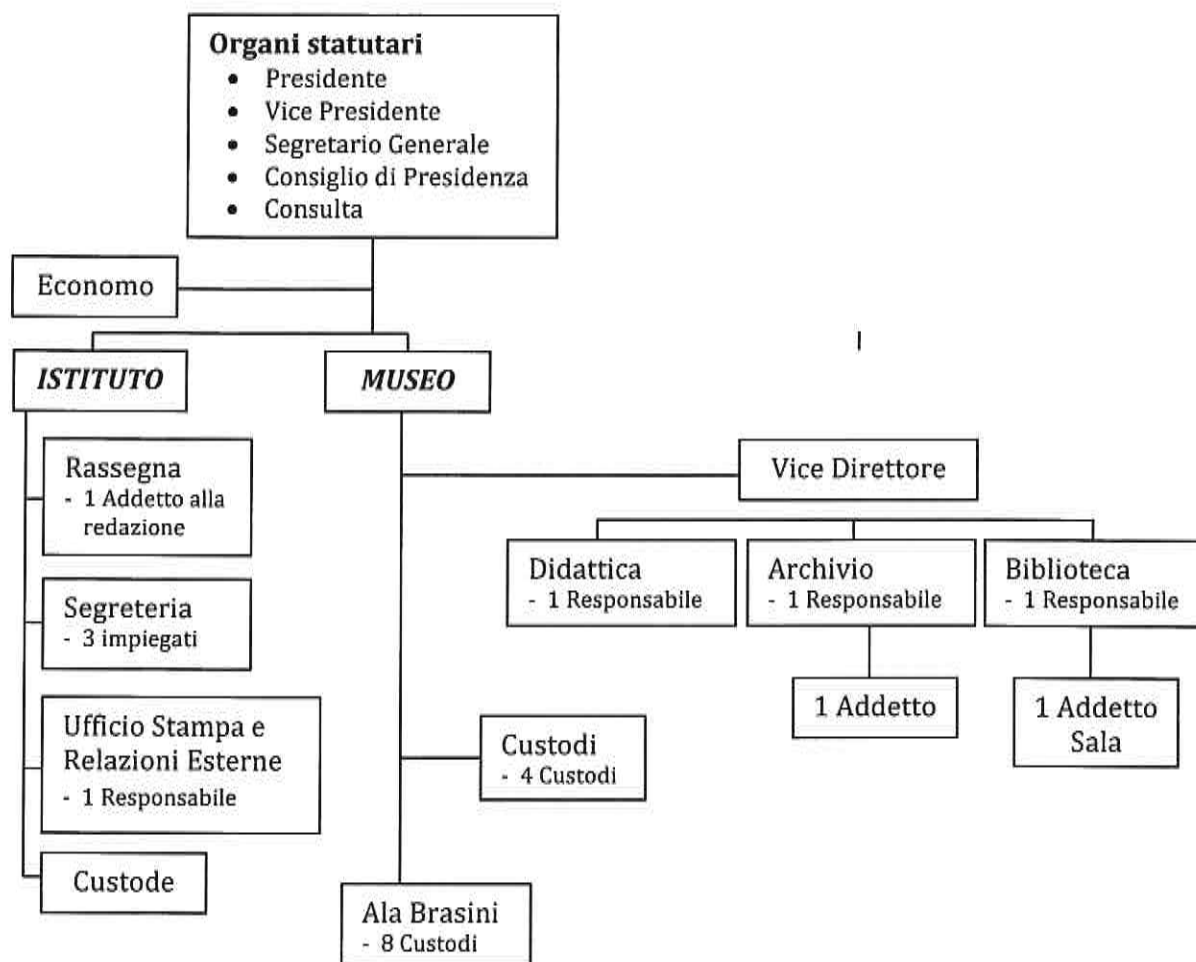 Organi statutari
• Presidente
• Vice Presidente
• Segretario Generale
• Consiglio di Presidenza
• Consulta
Economo
ISTITUTO
MUSEO
Rassegna
- 1 Addetto alla
redazione
Segreteria
- 3 impiegati
Ufficio Stampa e
Relazioni Esterne
- 1 Responsabile
Custode
Vice Direttore
Didattica
- 1 Responsabile
Archivio
- 1 Responsabile
Biblioteca
- 1 Responsabile
1 Addetto
1 Addetto
Sala
Custodi
- 4 Custodi
Ala Brasini
- 8 Custodi